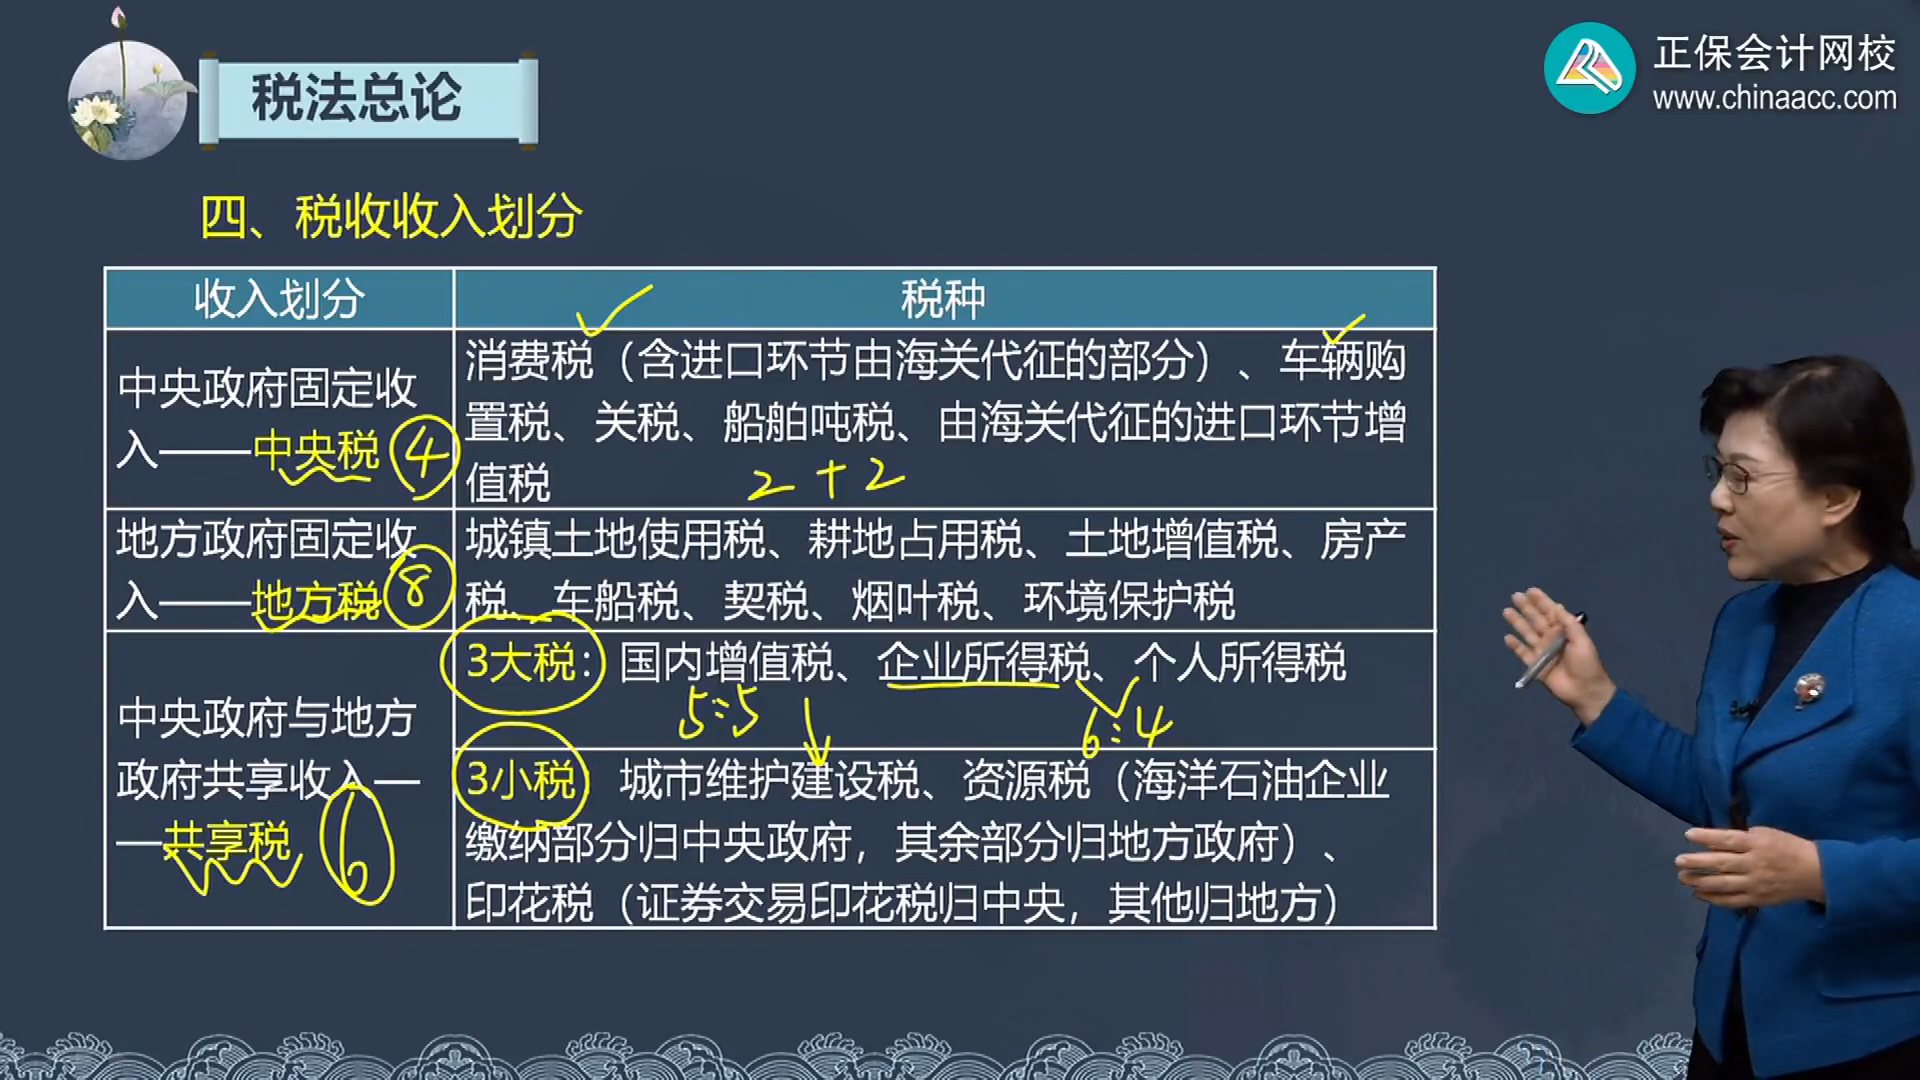 税法总论
正保会计网校
www.chinaacc.com
四、税收收入划分
收入划分
税种
中央政府固定收
入——中央税 4
消费税（含进口环节由海关代征的部分）、车辆购
置税、关税、船舶吨税、由海关代征的进口环节增
值税
2+2
地方政府固定收
入——地方税 8
城镇土地使用税、耕地占用税、土地增值税、房产
税、车船税、契税、烟叶税、环境保护税
中央政府与地方
政府共享收入—
—共享税 6
3大税：国内增值税、企业所得税、个人所得税
5:5
6:4
3小税：城市维护建设税、资源税（海洋石油企业
缴纳部分归中央政府，其余部分归地方政府）、
印花税（证券交易印花税归中央，其他归地方）